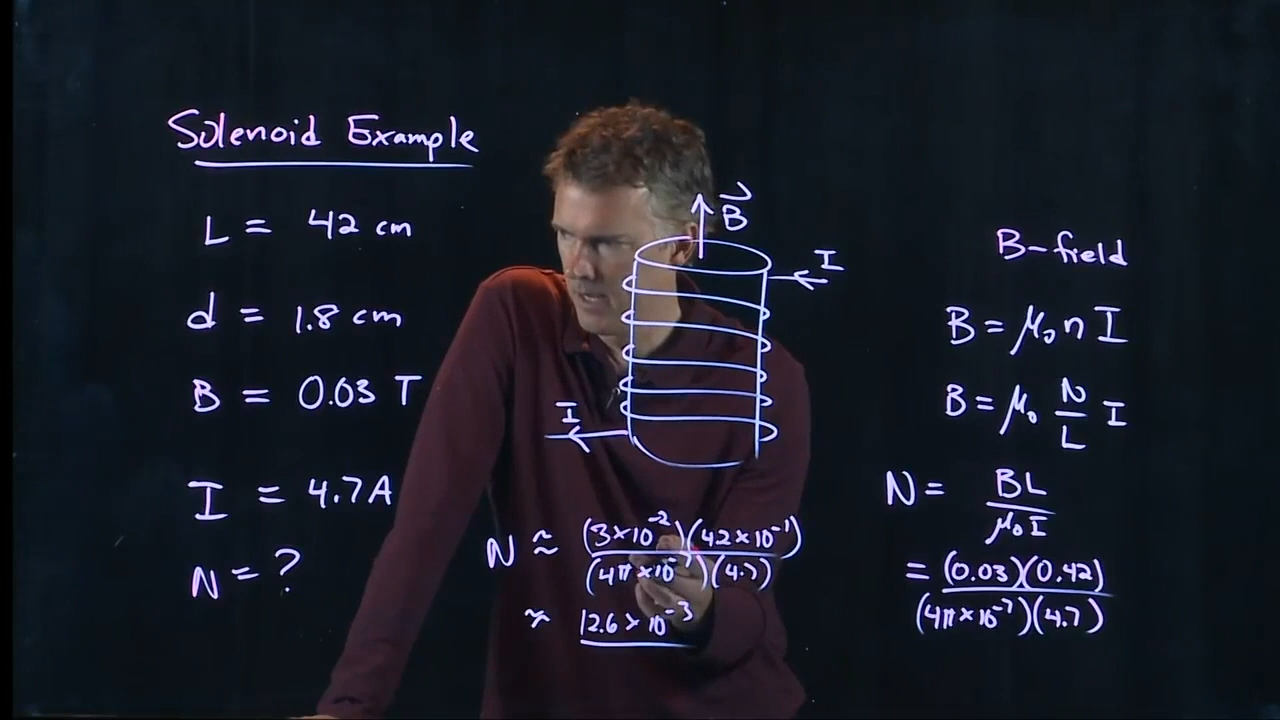 Solenoid Example
L = 42 cm
d = 1.8 cm
B = 0.03 T
I = 4.7A
N = ?
B⃗
I
I
N ≈ (3×10⁻²)(4.2×10⁻¹)
(4π×10⁻⁷)(4.7)
≈ 12.6 × 10⁻³
B-field
B = μ₀ n I
B = μ₀ N/L I
N = BL
μ₀ I
= (0.03)(0.42)
(4π×10⁻⁷)(4.7)